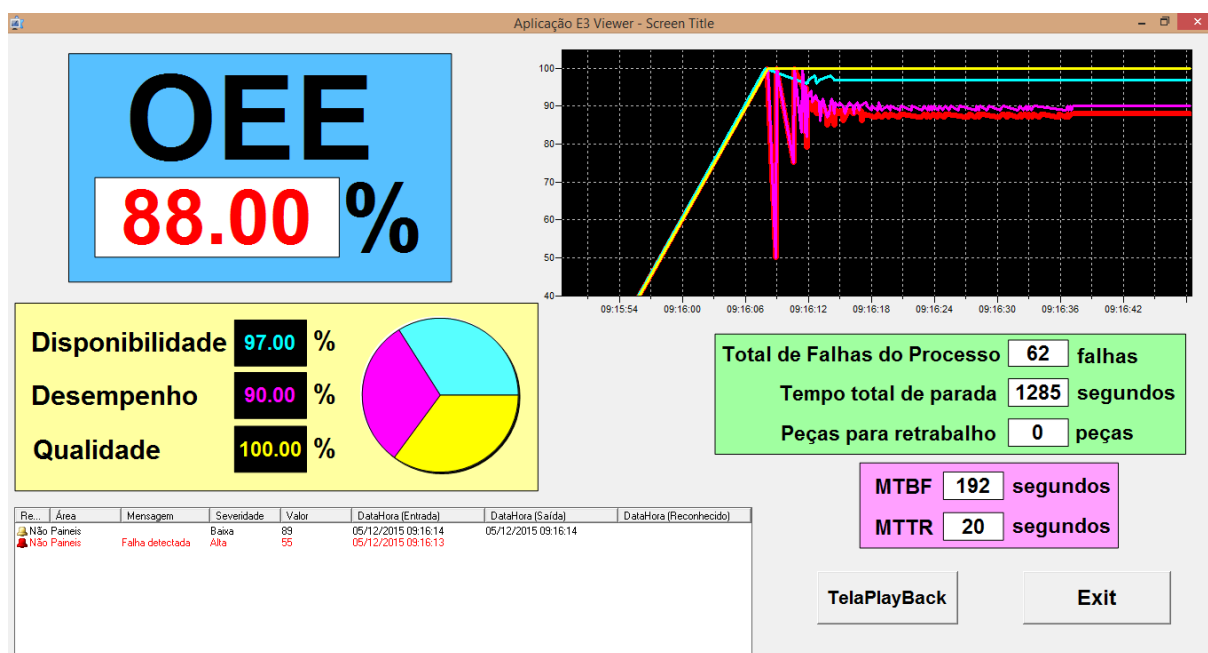 Aplicação E3 Viewer - Screen Title
OEE
88.00 %
100
90
80
70
60
50
40
09:15:54 09:16:00 09:16:06 09:16:12 09:16:18 09:16:24 09:16:30 09:16:36 09:16:42
Disponibilidade 97.00 %
Desempenho 90.00 %
Qualidade 100.00 %
Total de Falhas do Processo 62 falhas
Tempo total de parada 1285 segundos
Peças para retrabalho 0 peças
MTBF 192 segundos
MTTR 20 segundos
Re... Área Mensagem Severidade Valor DataHora (Entrada) DataHora (Saída) DataHora (Reconhecido)
Não Paineis Baixa 89 05/12/2015 09:16:14 05/12/2015 09:16:14
Não Paineis Falha detectada Alta 55 05/12/2015 09:16:13
TelaPlayBack Exit